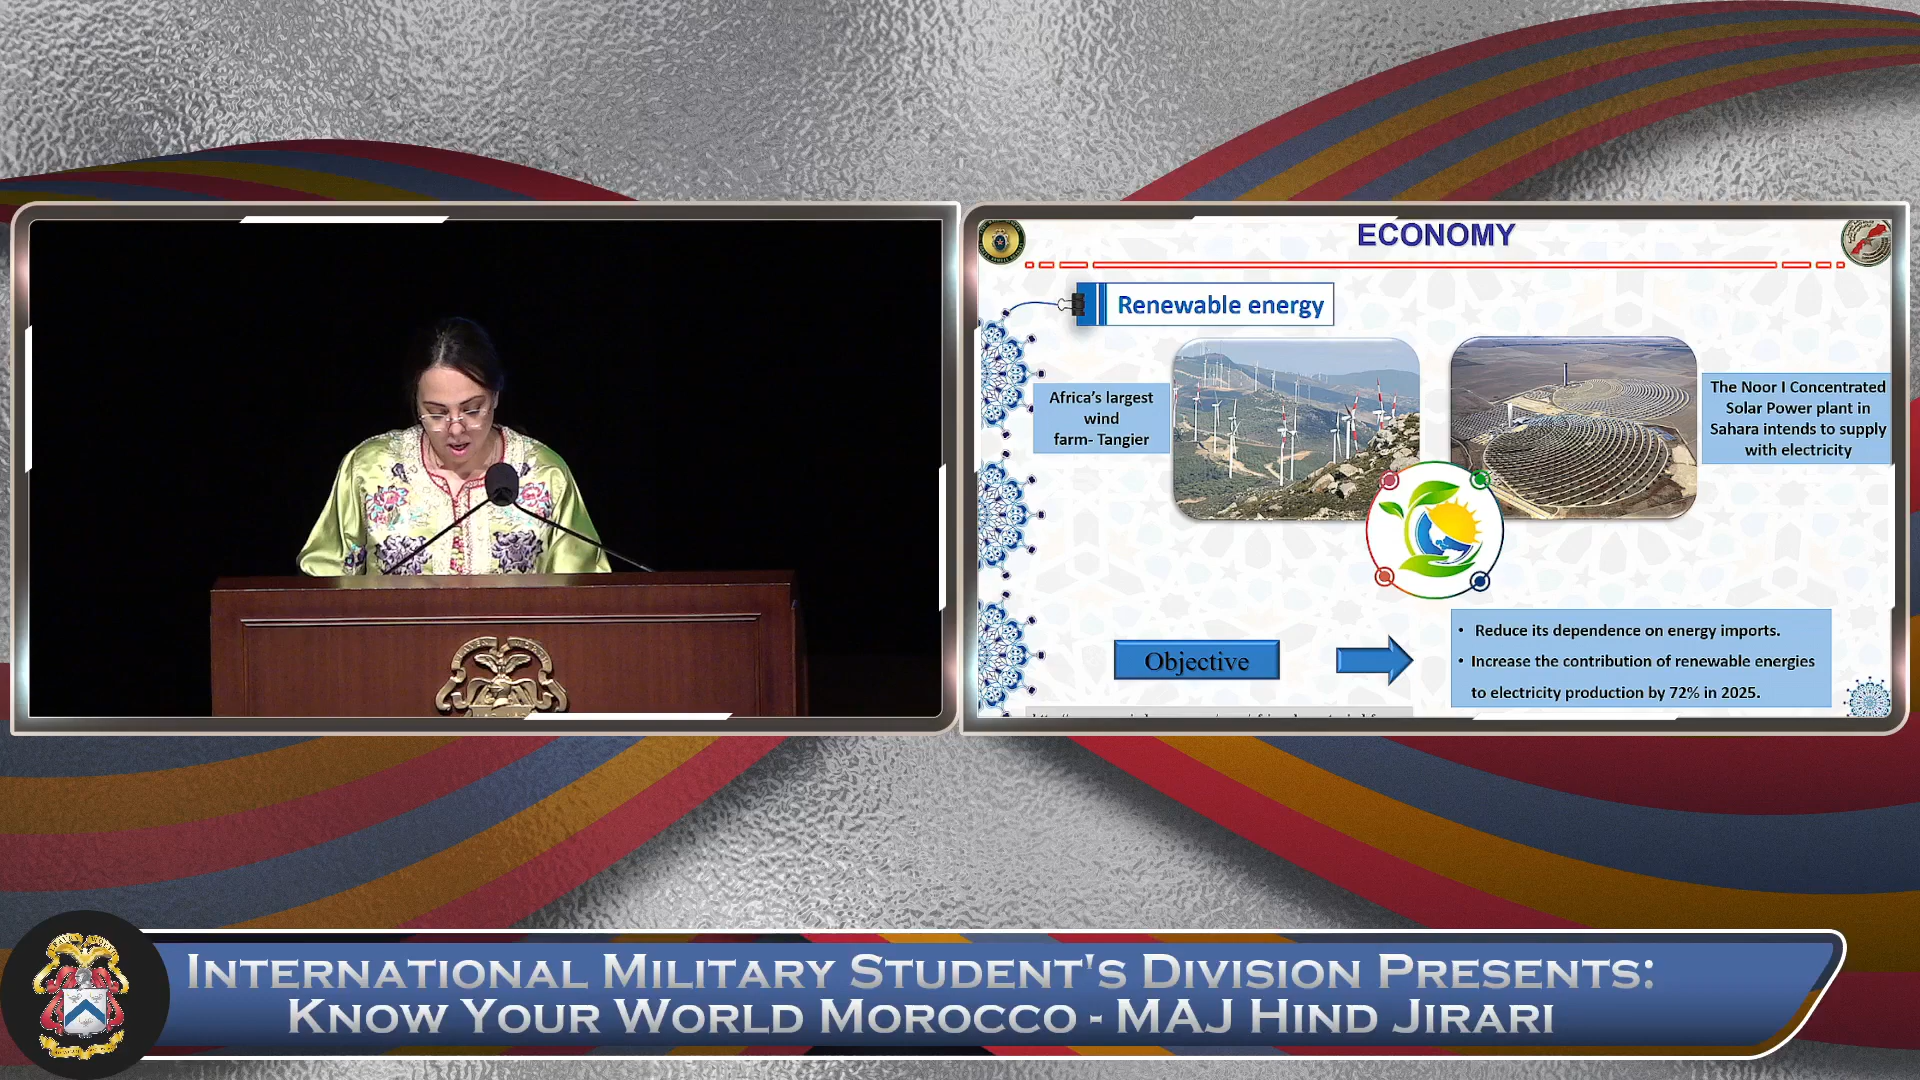 ECONOMY
Renewable energy
Africa's largest
wind
farm- Tangier
The Noor I Concentrated
Solar Power plant in
Sahara intends to supply
with electricity
Objective
• Reduce its dependence on energy imports.
• Increase the contribution of renewable energies
to electricity production by 72% in 2025.
International Military Student's Division Presents:
Know Your World Morocco - MAJ Hind Jirari